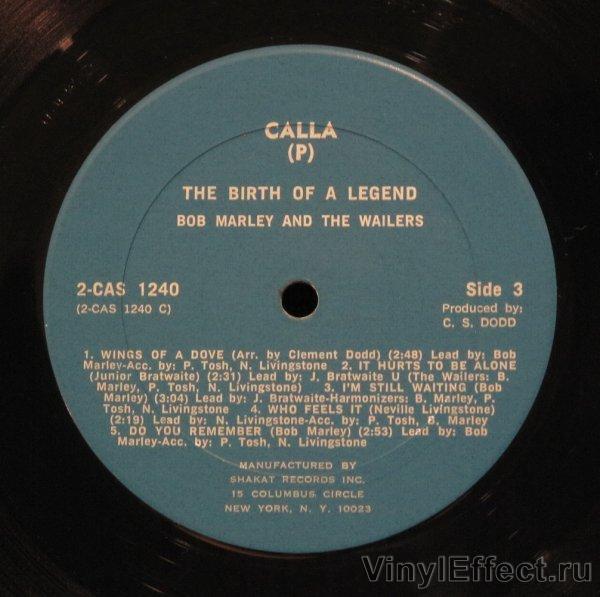 CALLA
(P)
THE BIRTH OF A LEGEND
BOB MARLEY AND THE WAILERS
2-CAS 1240
(2-CAS 1240 C)
Side 3
Produced by:
C. S. DODD
1. WINGS OF A DOVE (Arr. by Clement Dodd) (2:48) Lead by: Bob
Marley-Acc. by: P. Tosh, N. Livingstone 2. IT HURTS TO BE ALONE
(Junior Bratwaite) (2:31) Lead by: J. Bratwaite U (The Wailers: B.
Marley, P. Tosh, N. Livingstone) 3. I'M STILL WAITING (Bob
Marley) (3:04) Lead by: J. Bratwaite-Harmonizers: B. Marley, P.
Tosh, N. Livingstone 4. WHO FEELS IT (Neville Livingstone)
(2:19) Lead by: N. Livingstone-Acc. by: P. Tosh, B. Marley
5. DO YOU REMEMBER (Bob Marley) (2:53) Lead by: Bob
Marley-Acc. by: P. Tosh, N. Livingstone
MANUFACTURED BY
SHAKAT RECORDS INC.
15 COLUMBUS CIRCLE
NEW YORK, N. Y. 10023
VinylEffect.ru